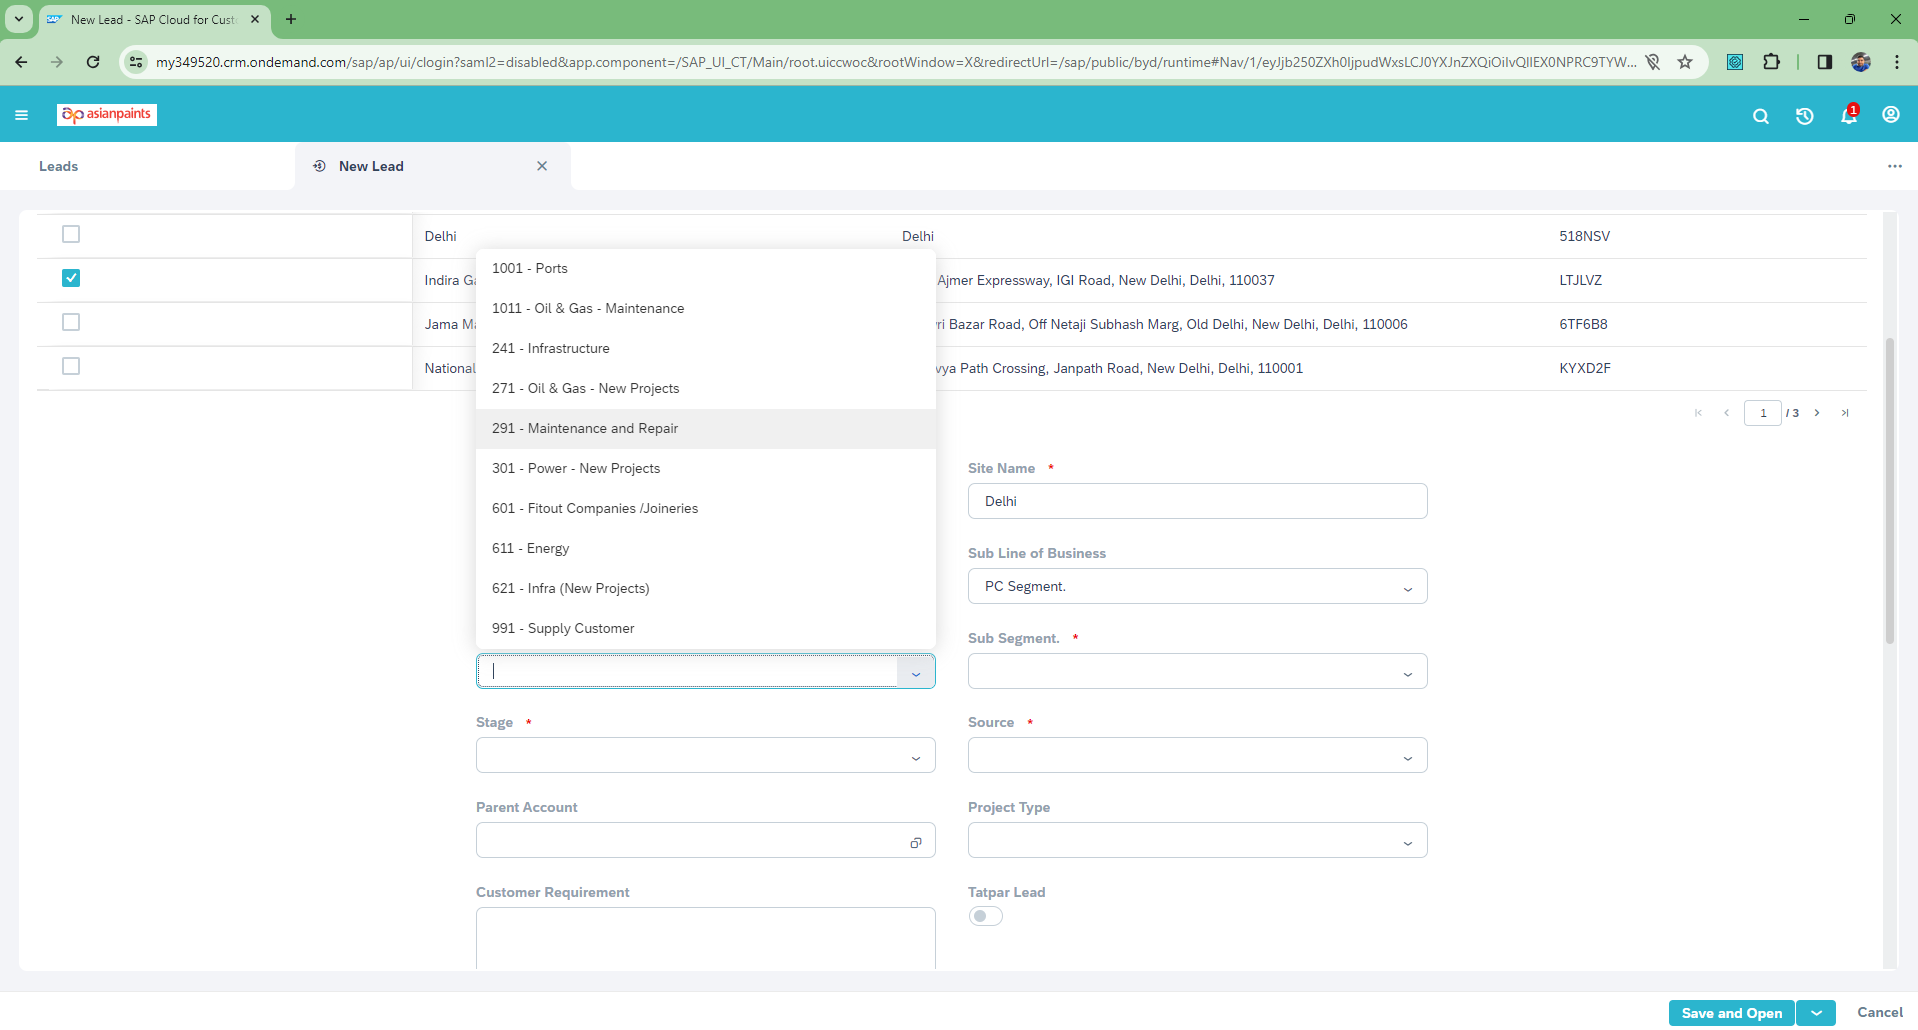 New Lead - SAP Cloud for Cust
my349520.crm.ondemand.com/sap/ap/ui/clogin?saml2=disabled&app.component=/SAP_UI_CT/Main/root.uiccwoc&rootWindow=X&redirectUrl=/sap/public/byd/runtime#Nav/1/eyJjb250ZXh0IjpudWxsLCJ0YXJnZXQiOiIvQllEX0NPRC9TYW...
asianpaints
1
Leads
New Lead
Delhi Delhi 518NSV
Indira Ga Ajmer Expressway, IGI Road, New Delhi, Delhi, 110037 LTJLVZ
Jama Ma ri Bazar Road, Off Netaji Subhash Marg, Old Delhi, New Delhi, Delhi, 110006 6TF6B8
National vya Path Crossing, Janpath Road, New Delhi, Delhi, 110001 KYXD2F
1 / 3
1001 - Ports
1011 - Oil & Gas - Maintenance
241 - Infrastructure
271 - Oil & Gas - New Projects
291 - Maintenance and Repair
301 - Power - New Projects
601 - Fitout Companies /Joineries
611 - Energy
621 - Infra (New Projects)
991 - Supply Customer
Site Name *
Delhi
Sub Line of Business
PC Segment.
Sub Segment. *
Stage * Source *
Parent Account Project Type
Customer Requirement Tatpar Lead
Save and Open Cancel